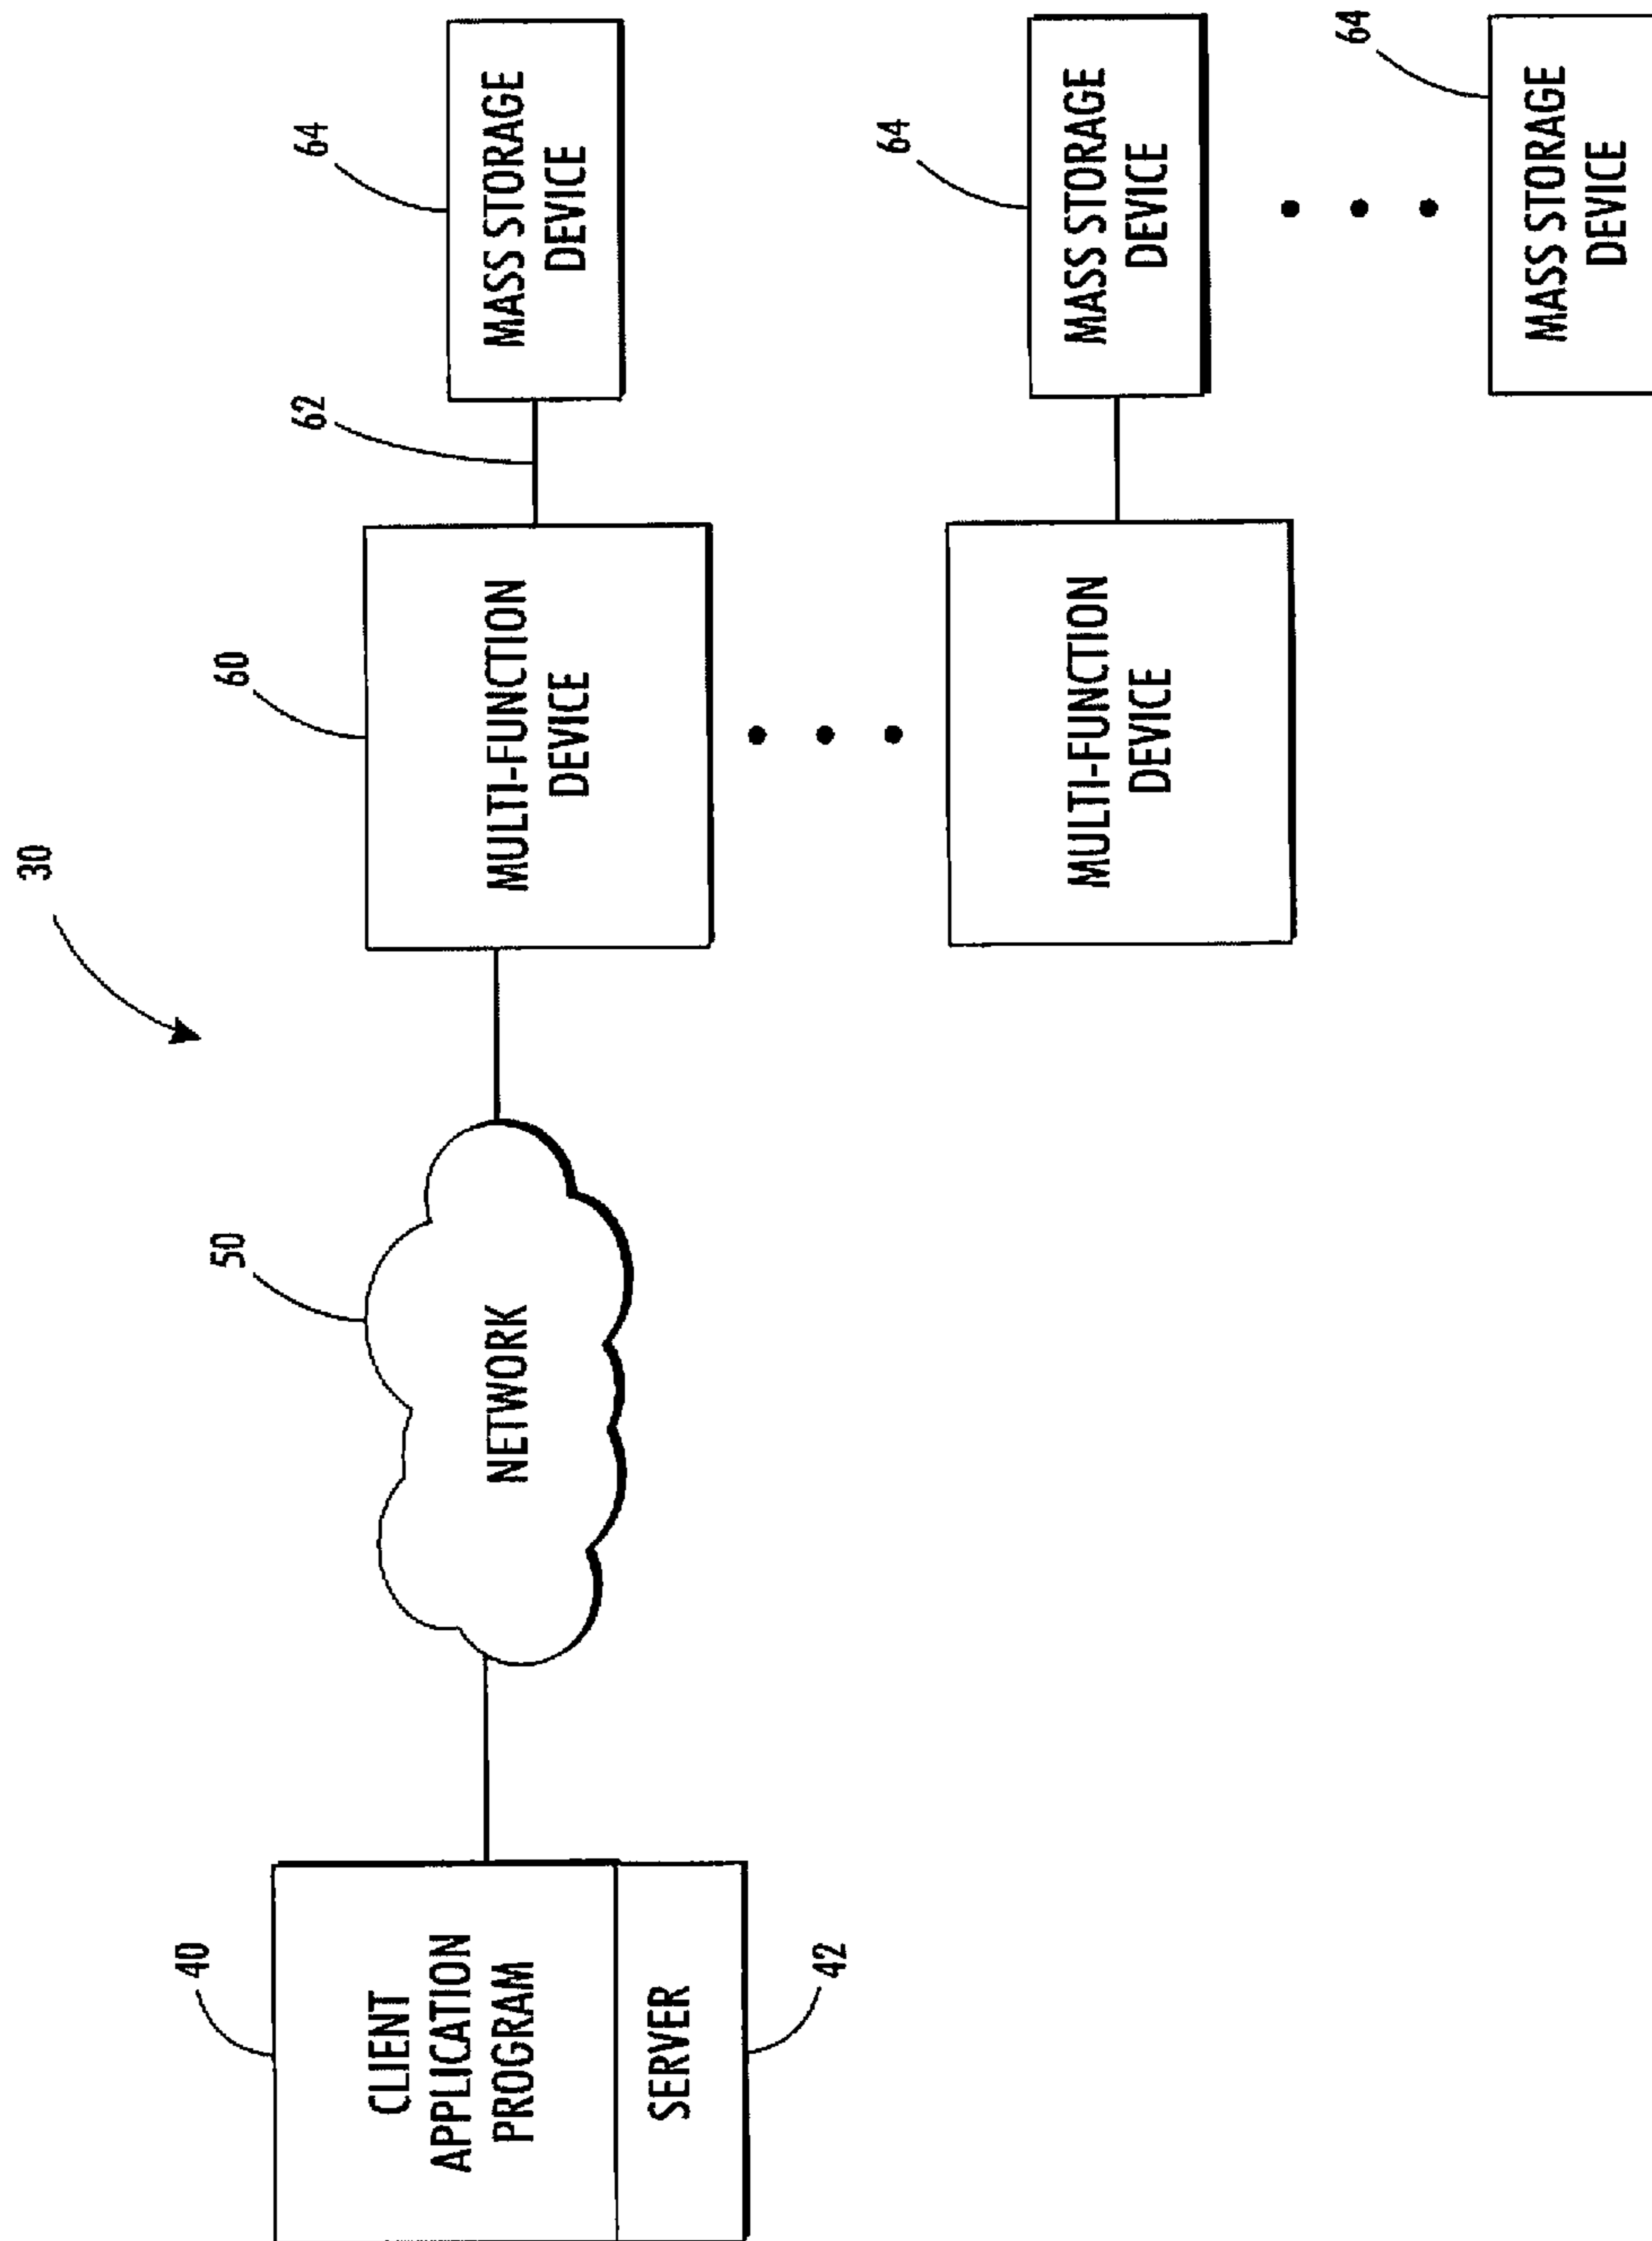 30
40
CLIENT
APPLICATION
PROGRAM
SERVER
42
50
NETWORK
60
MULTI-FUNCTION
DEVICE
62
64
MASS STORAGE
DEVICE
MULTI-FUNCTION
DEVICE
64
MASS STORAGE
DEVICE
64
MASS STORAGE
DEVICE